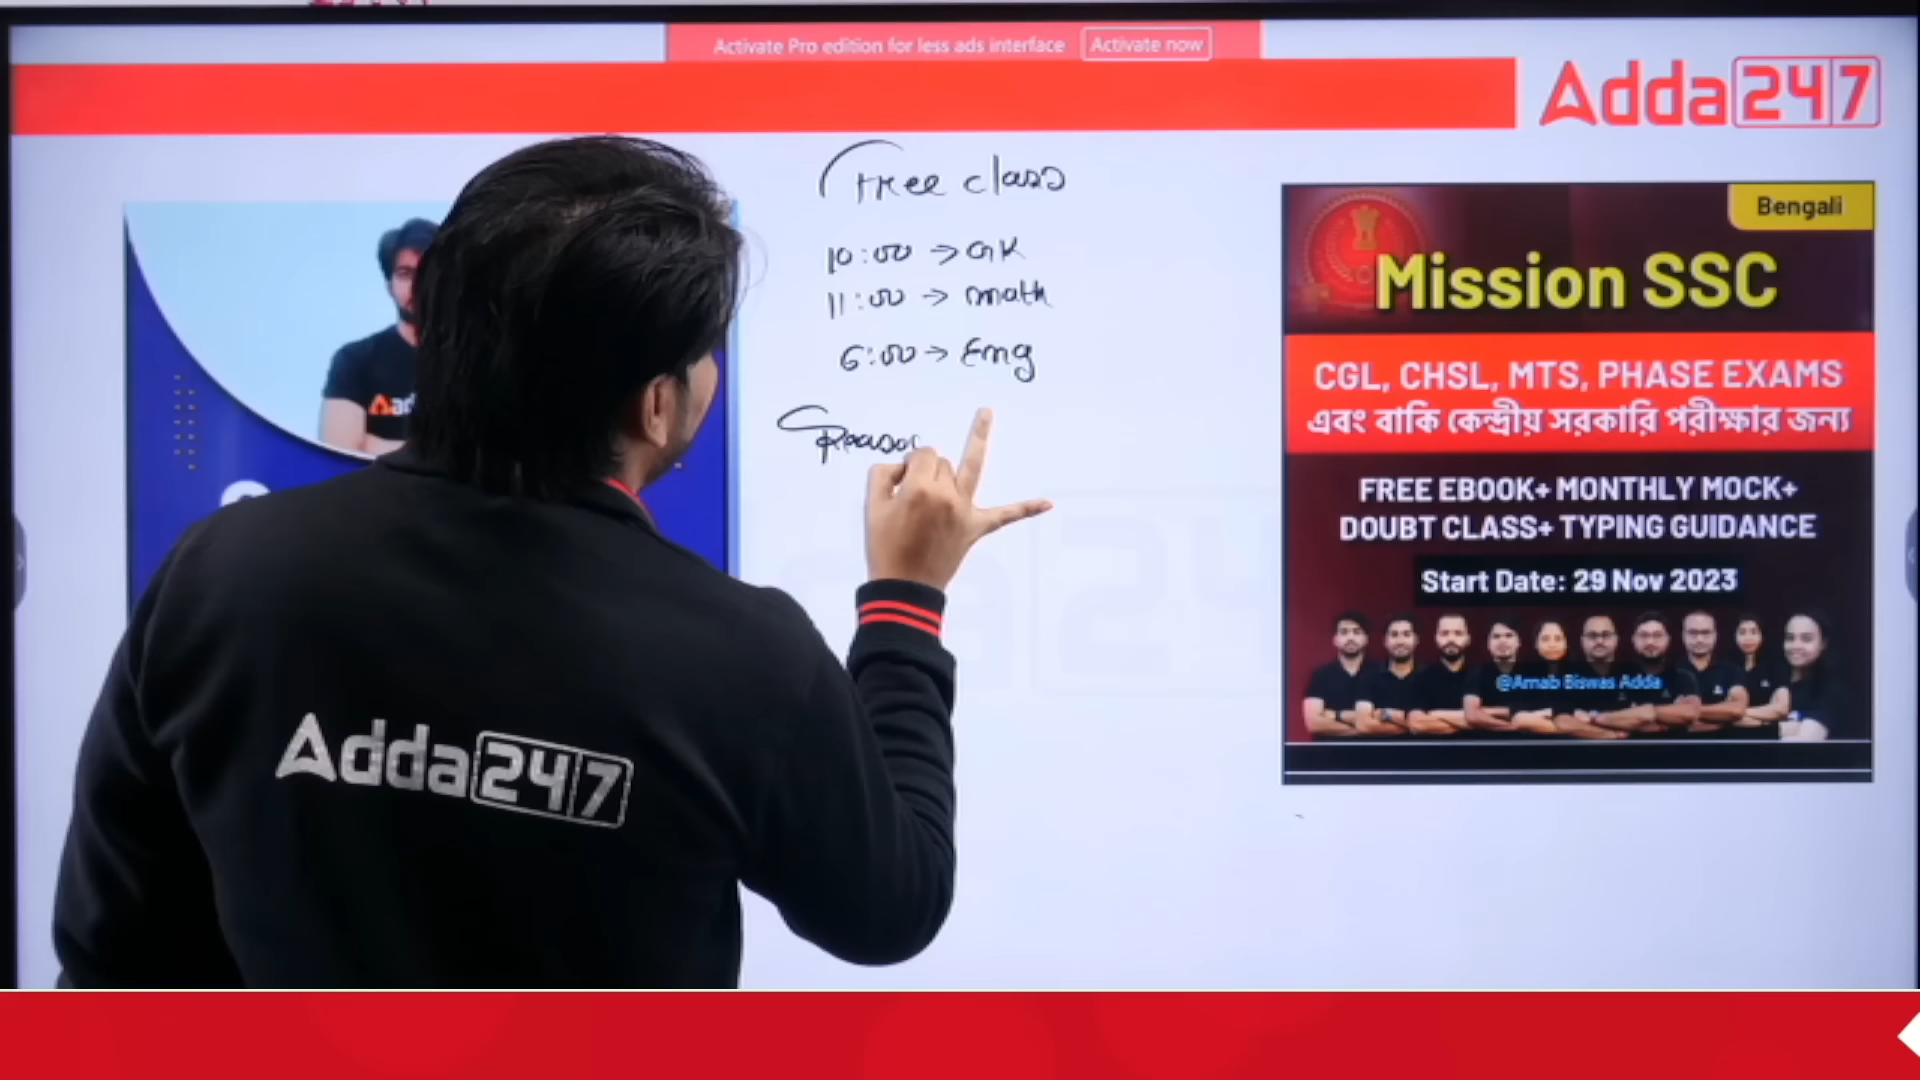 Activate Pro edition for less ads interface Activate now
Adda247
Free class
10:00 → GK
11:00 → math
6:00 → Eng
Reason
Bengali
Mission SSC
CGL, CHSL, MTS, PHASE EXAMS
এবং বাকি কেন্দ্রীয় সরকারি পরীক্ষার জন্য
FREE EBOOK+ MONTHLY MOCK+
DOUBT CLASS+ TYPING GUIDANCE
Start Date: 29 Nov 2023
@Arnab Biswas Adda
Adda247